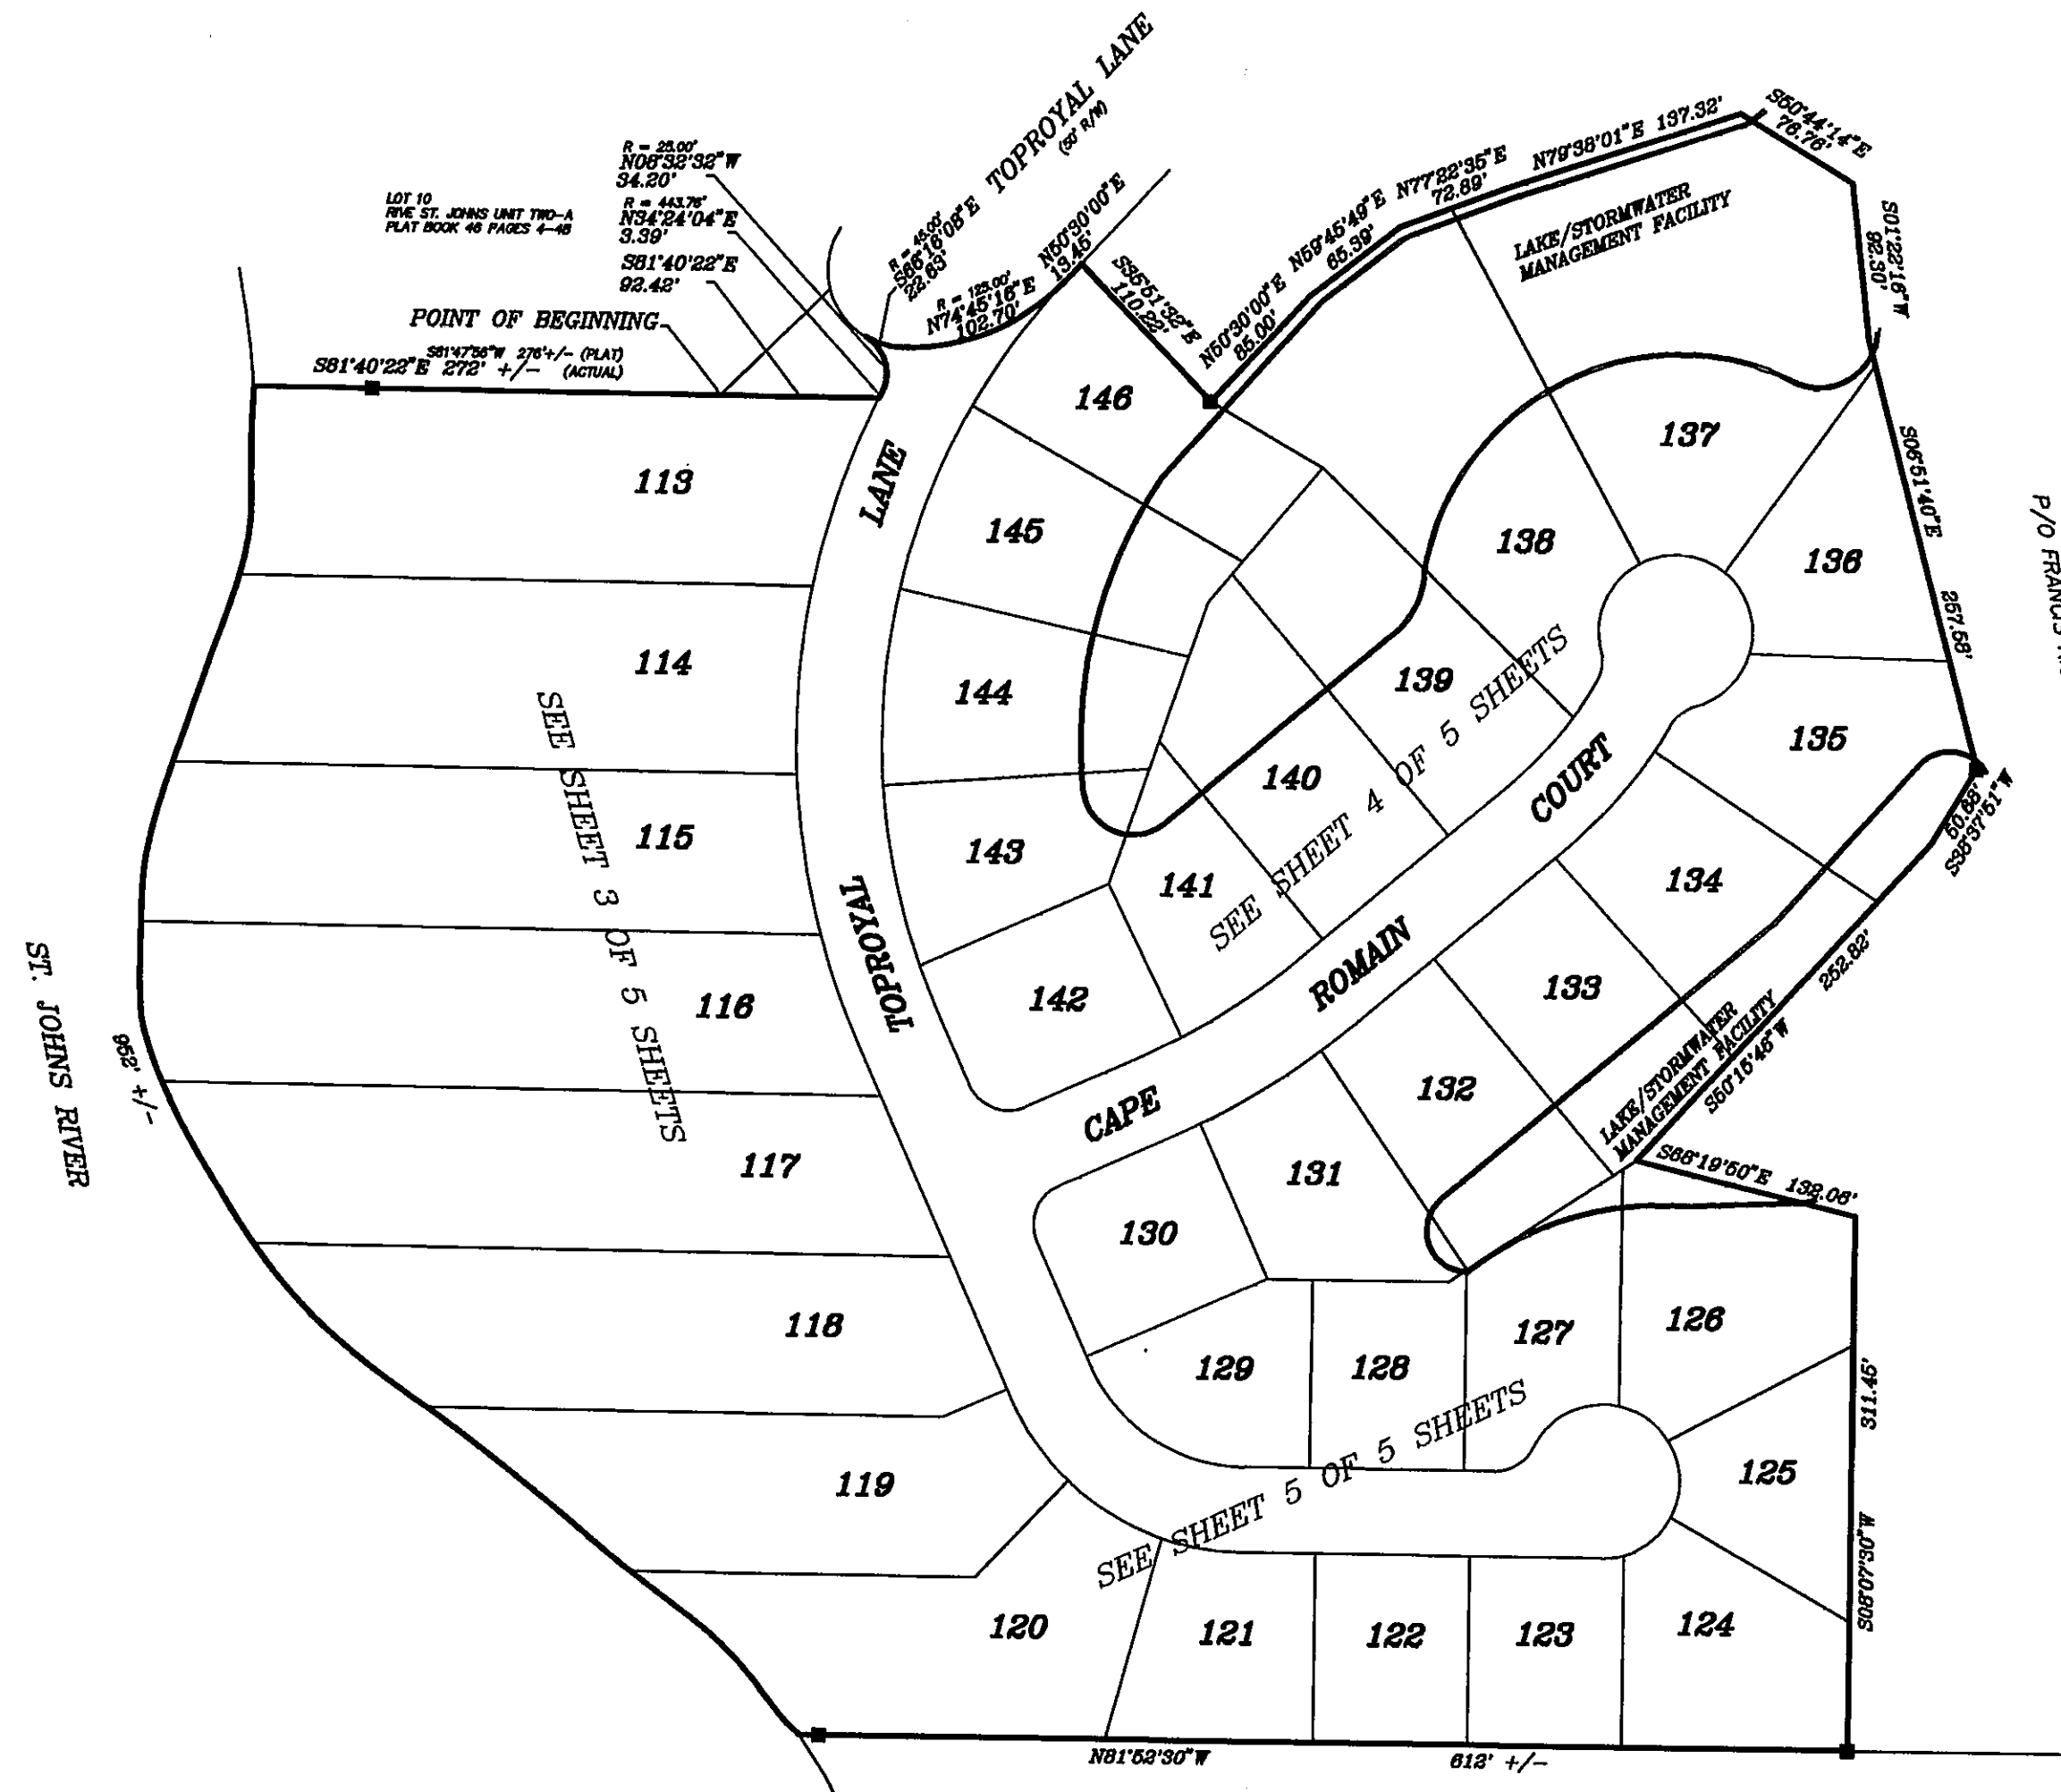 TOPROYAL LANE
(50' R/W)
R = 25.00'
N08°32'32"W
34.20'
R = 443.76'
N34°24'04"E
3.39'
S81°40'22"E
92.42'
LOT 10
RIVE ST. JOHNS UNIT TWO-A
PLAT BOOK 46 PAGES 4-4B
POINT OF BEGINNING
S81°47'56"W 276'+/- (PLAT)
S81°40'22"E 272' +/- (ACTUAL)
R = 45.00'
S66°16'08"E
22.63'
R = 125.00'
N74°45'16"E
102.70'
N50°30'00"E
13.45'
S35°51'32"E
110.22'
N50°30'00"E
85.00'
N59°45'49"E
65.39'
N77°22'35"E
72.89'
N79°38'01"E 137.32'
S50°44'14"E
76.76'
S01°22'16"W
92.30'
LAKE/STORMWATER
MANAGEMENT FACILITY
S06°51'40"E
257.58'
P/O FRANCIS
S38°37'51"W
50.88'
252.82'
S50°15'46"W
LAKE/STORMWATER
MANAGEMENT FACILITY
S68°19'50"E 132.06'
311.45'
S08°07'30"W
N81°52'30"W
612' +/-
ST. JOHNS RIVER
952' +/-
LANE
TOPROYAL
CAPE
ROMAIN
COURT
SEE SHEET 3 OF 5 SHEETS
SEE SHEET 4 OF 5 SHEETS
SEE SHEET 5 OF 5 SHEETS
113
114
115
116
117
118
119
120
121
122
123
124
125
126
127
128
129
130
131
132
133
134
135
136
137
138
139
140
141
142
143
144
145
146